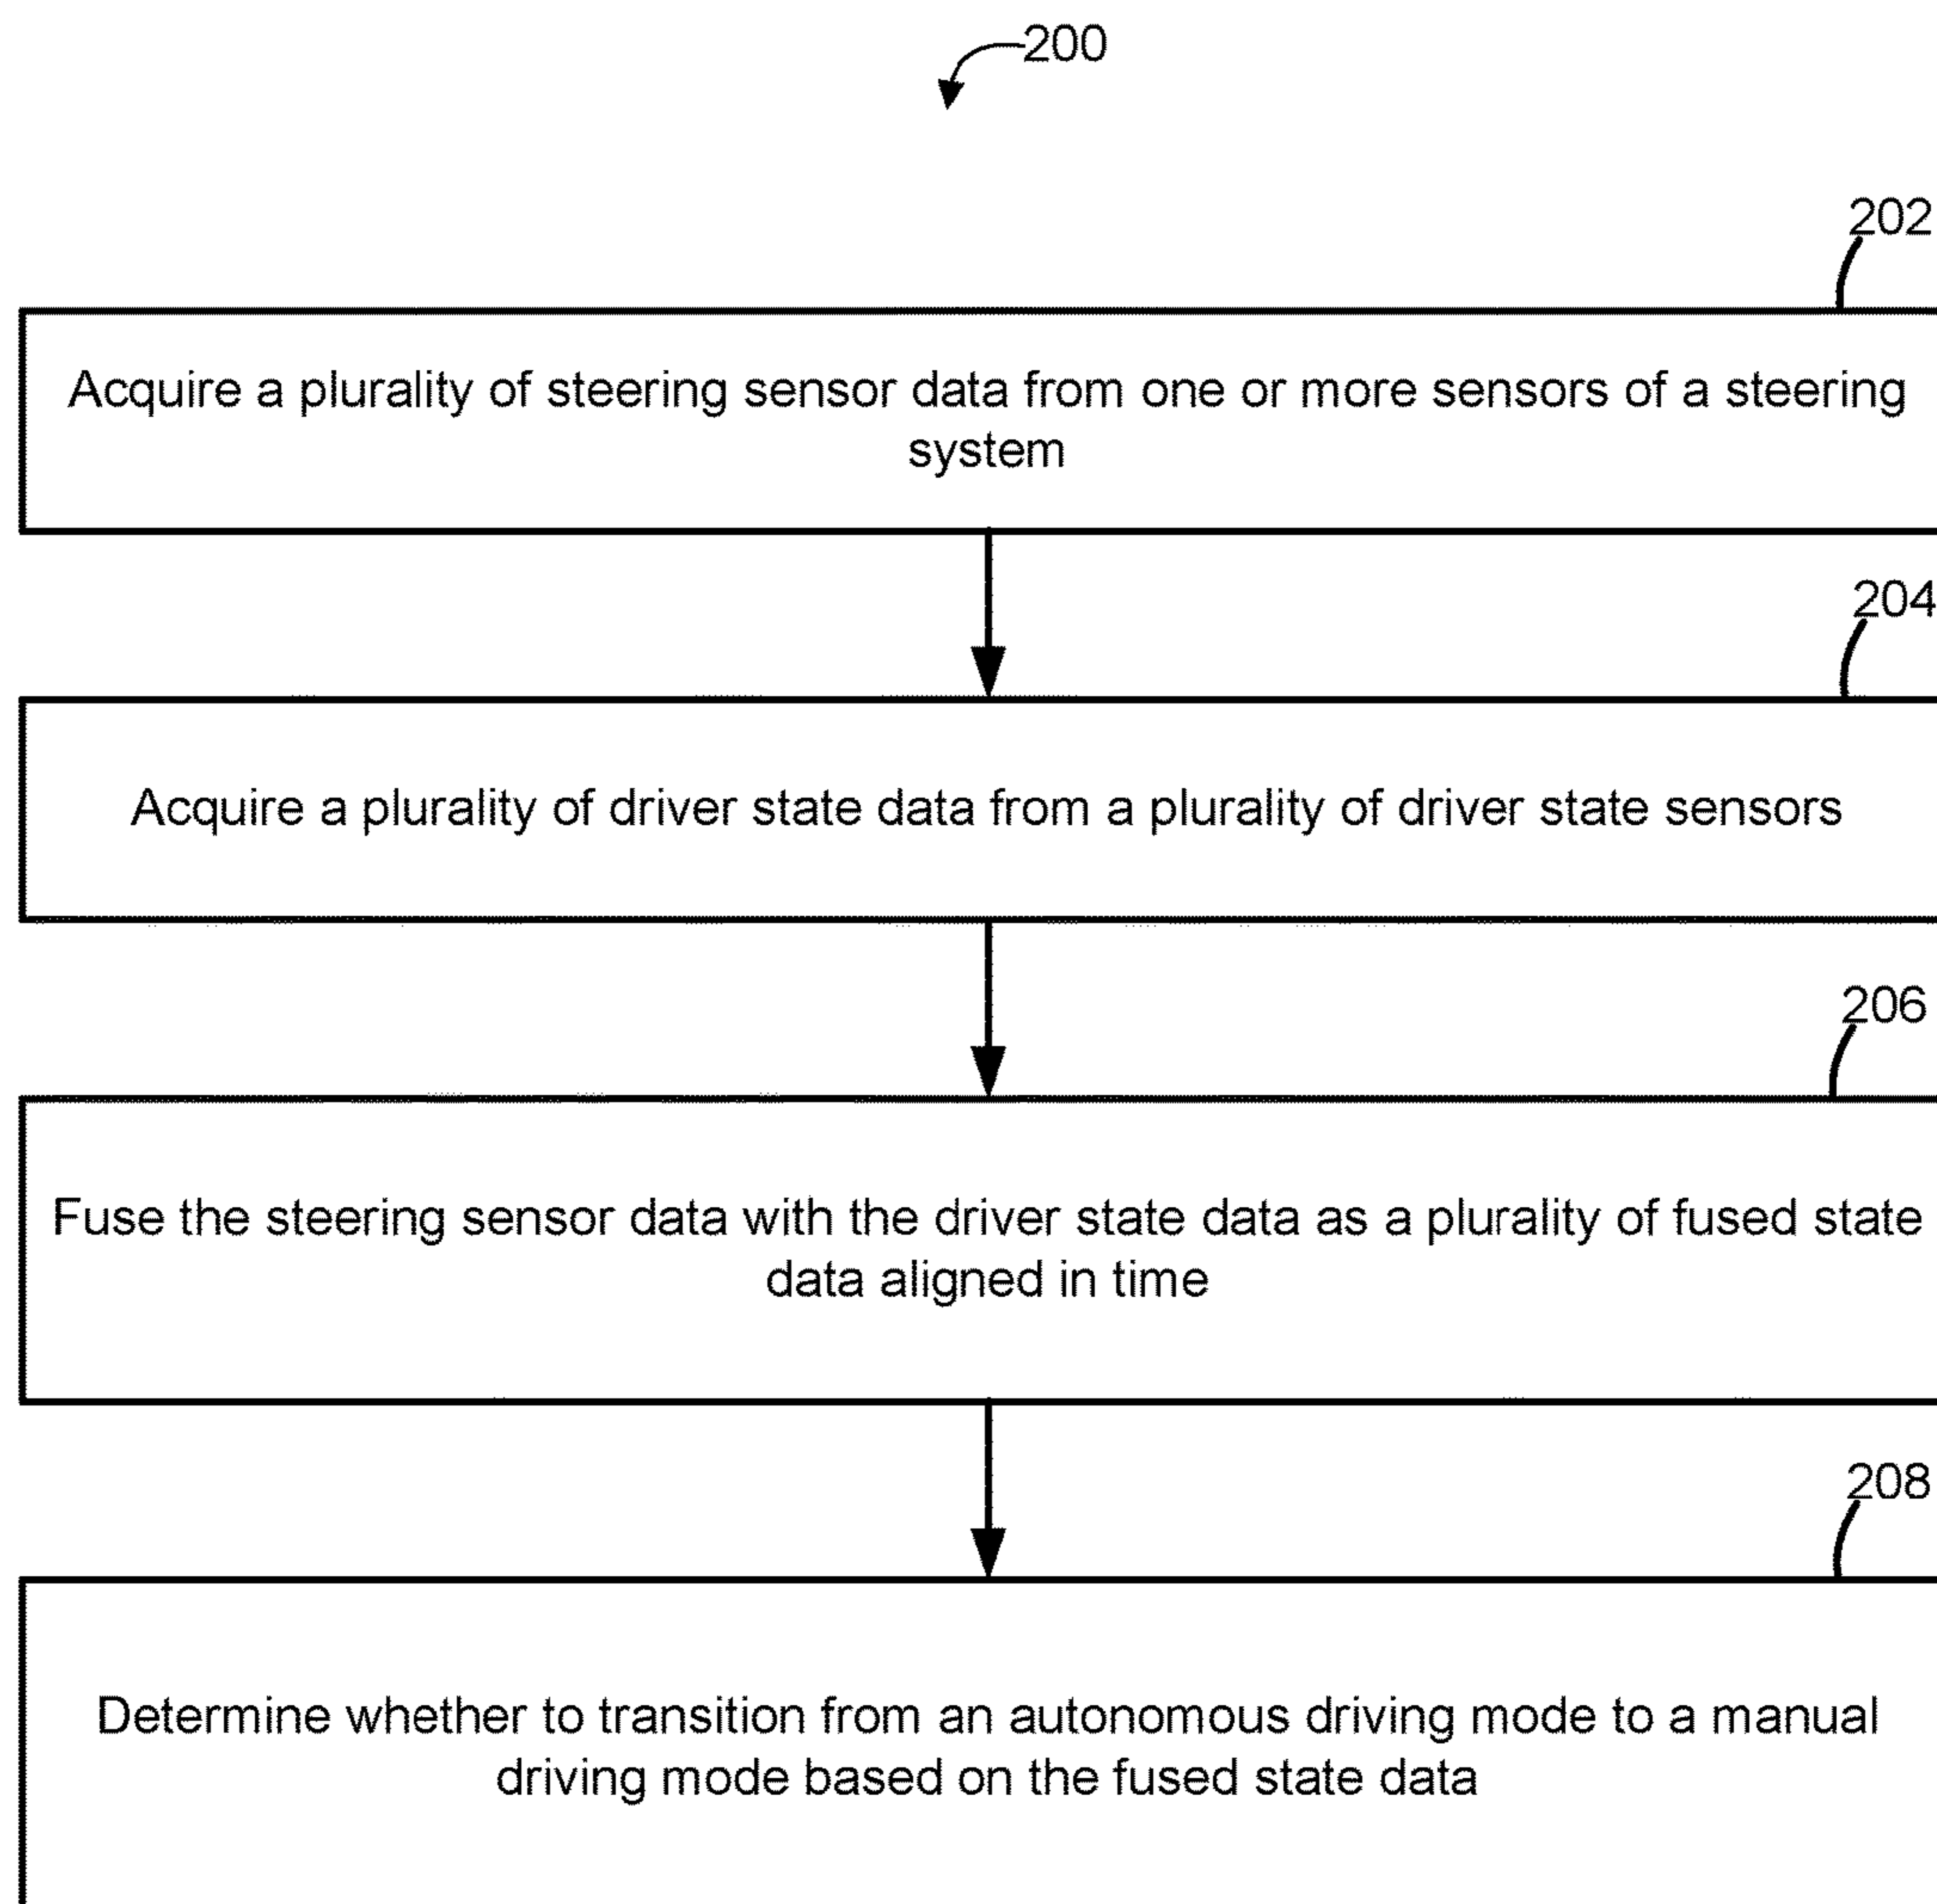 200
202
Acquire a plurality of steering sensor data from one or more sensors of a steering
system
204
Acquire a plurality of driver state data from a plurality of driver state sensors
206
Fuse the steering sensor data with the driver state data as a plurality of fused state
data aligned in time
208
Determine whether to transition from an autonomous driving mode to a manual
driving mode based on the fused state data